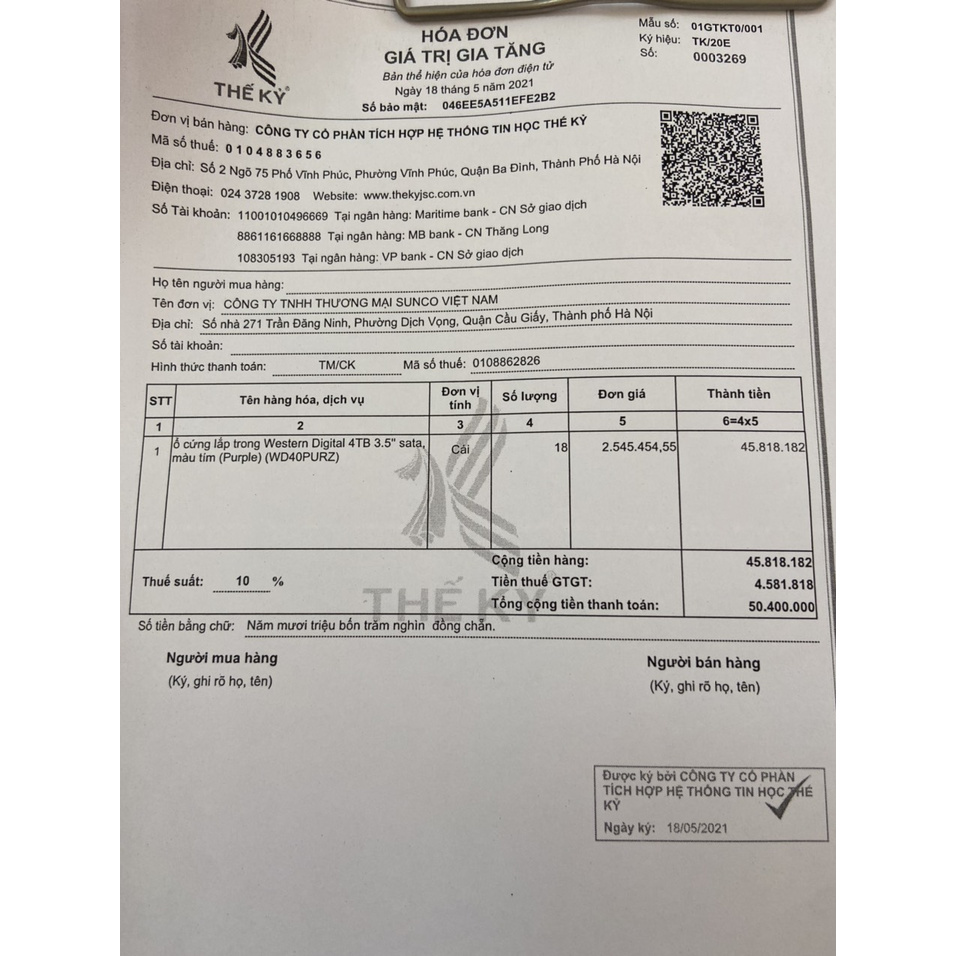 THẾ KỶ®
HÓA ĐƠN
GIÁ TRỊ GIA TĂNG
Bản thể hiện của hóa đơn điện tử
Ngày 18 tháng 5 năm 2021
Số bảo mật: 046EE5A511EFE2B2
Mẫu số: 01GTKT0/001
Ký hiệu: TK/20E
Số: 0003269
Đơn vị bán hàng: CÔNG TY CỔ PHẦN TÍCH HỢP HỆ THỐNG TIN HỌC THẾ KỶ
Mã số thuế: 0 1 0 4 8 8 3 6 5 6
Địa chỉ: Số 2 Ngõ 75 Phố Vĩnh Phúc, Phường Vĩnh Phúc, Quận Ba Đình, Thành Phố Hà Nội
Điện thoại: 024 3728 1908 Website: www.thekyjsc.com.vn
Số Tài khoản: 11001010496669 Tại ngân hàng: Maritime bank - CN Sở giao dịch
8861161668888 Tại ngân hàng: MB bank - CN Thăng Long
108305193 Tại ngân hàng: VP bank - CN Sở giao dịch
Họ tên người mua hàng:
Tên đơn vị: CÔNG TY TNHH THƯƠNG MẠI SUNCO VIỆT NAM
Địa chỉ: Số nhà 271 Trần Đăng Ninh, Phường Dịch Vọng, Quận Cầu Giấy, Thành phố Hà Nội
Số tài khoản:
Hình thức thanh toán: TM/CK Mã số thuế: 0108862826
STT Tên hàng hóa, dịch vụ Đơn vị tính Số lượng Đơn giá Thành tiền
1 2 3 4 5 6=4x5
1 ổ cứng lắp trong Western Digital 4TB 3.5" sata, Cái 18 2.545.454,55 45.818.182
màu tím (Purple) (WD40PURZ)
Cộng tiền hàng: 45.818.182
Thuế suất: 10 % Tiền thuế GTGT: 4.581.818
Tổng cộng tiền thanh toán: 50.400.000
THẾ KỶ®
Số tiền bằng chữ: Năm mươi triệu bốn trăm nghìn đồng chẵn.
Người mua hàng Người bán hàng
(Ký, ghi rõ họ, tên) (Ký, ghi rõ họ, tên)
Được ký bởi CÔNG TY CỔ PHẦN
TÍCH HỢP HỆ THỐNG TIN HỌC THẾ
KỶ
Ngày ký: 18/05/2021